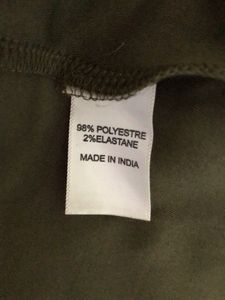 98% POLYESTRE
2%ELASTANE
MADE IN INDIA